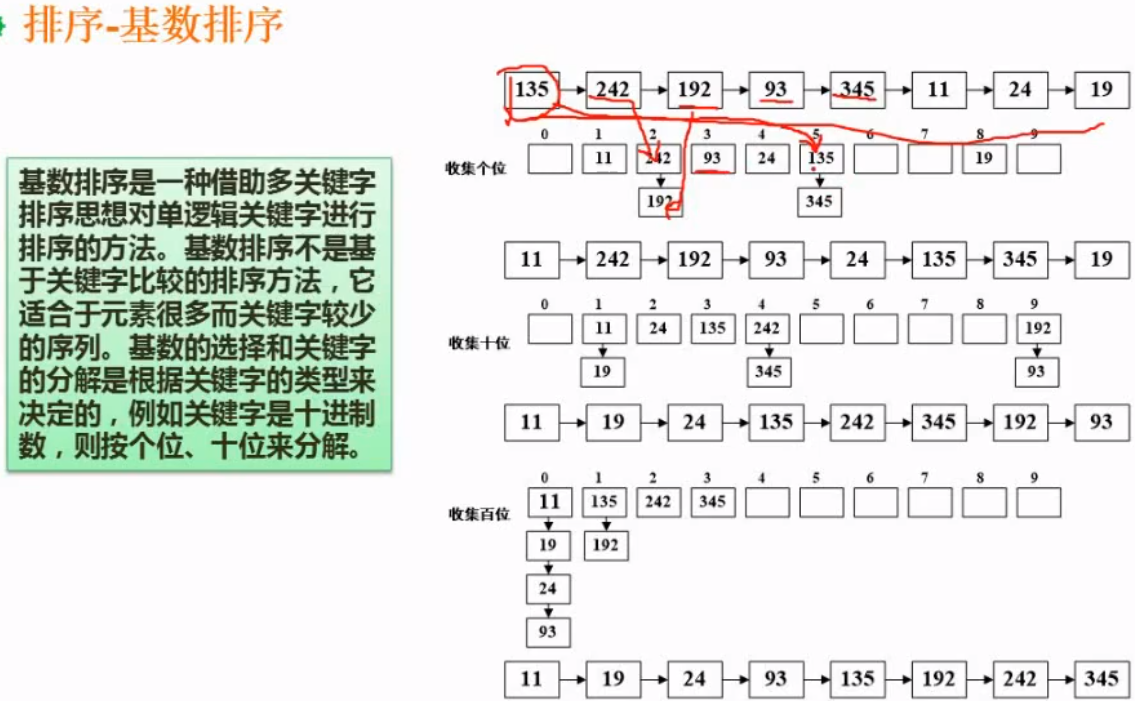 排序-基数排序
基数排序是一种借助多关键字
排序思想对单逻辑关键字进行
排序的方法。基数排序不是基
于关键字比较的排序方法，它
适合于元素很多而关键字较少
的序列。基数的选择和关键字
的分解是根据关键字的类型来
决定的，例如关键字是十进制
数，则按个位、十位来分解。
135 242 192 93 345 11 24 19
0 1 2 3 4 5 6 7 8 9
收集个位 11 242 93 24 135 19
192 345
11 242 192 93 24 135 345 19
0 1 2 3 4 5 6 7 8 9
收集十位 11 24 135 242 192
19 345 93
11 19 24 135 242 345 192 93
0 1 2 3 4 5 6 7 8 9
收集百位 11 135 242 345
19 192
24
93
11 19 24 93 135 192 242 345